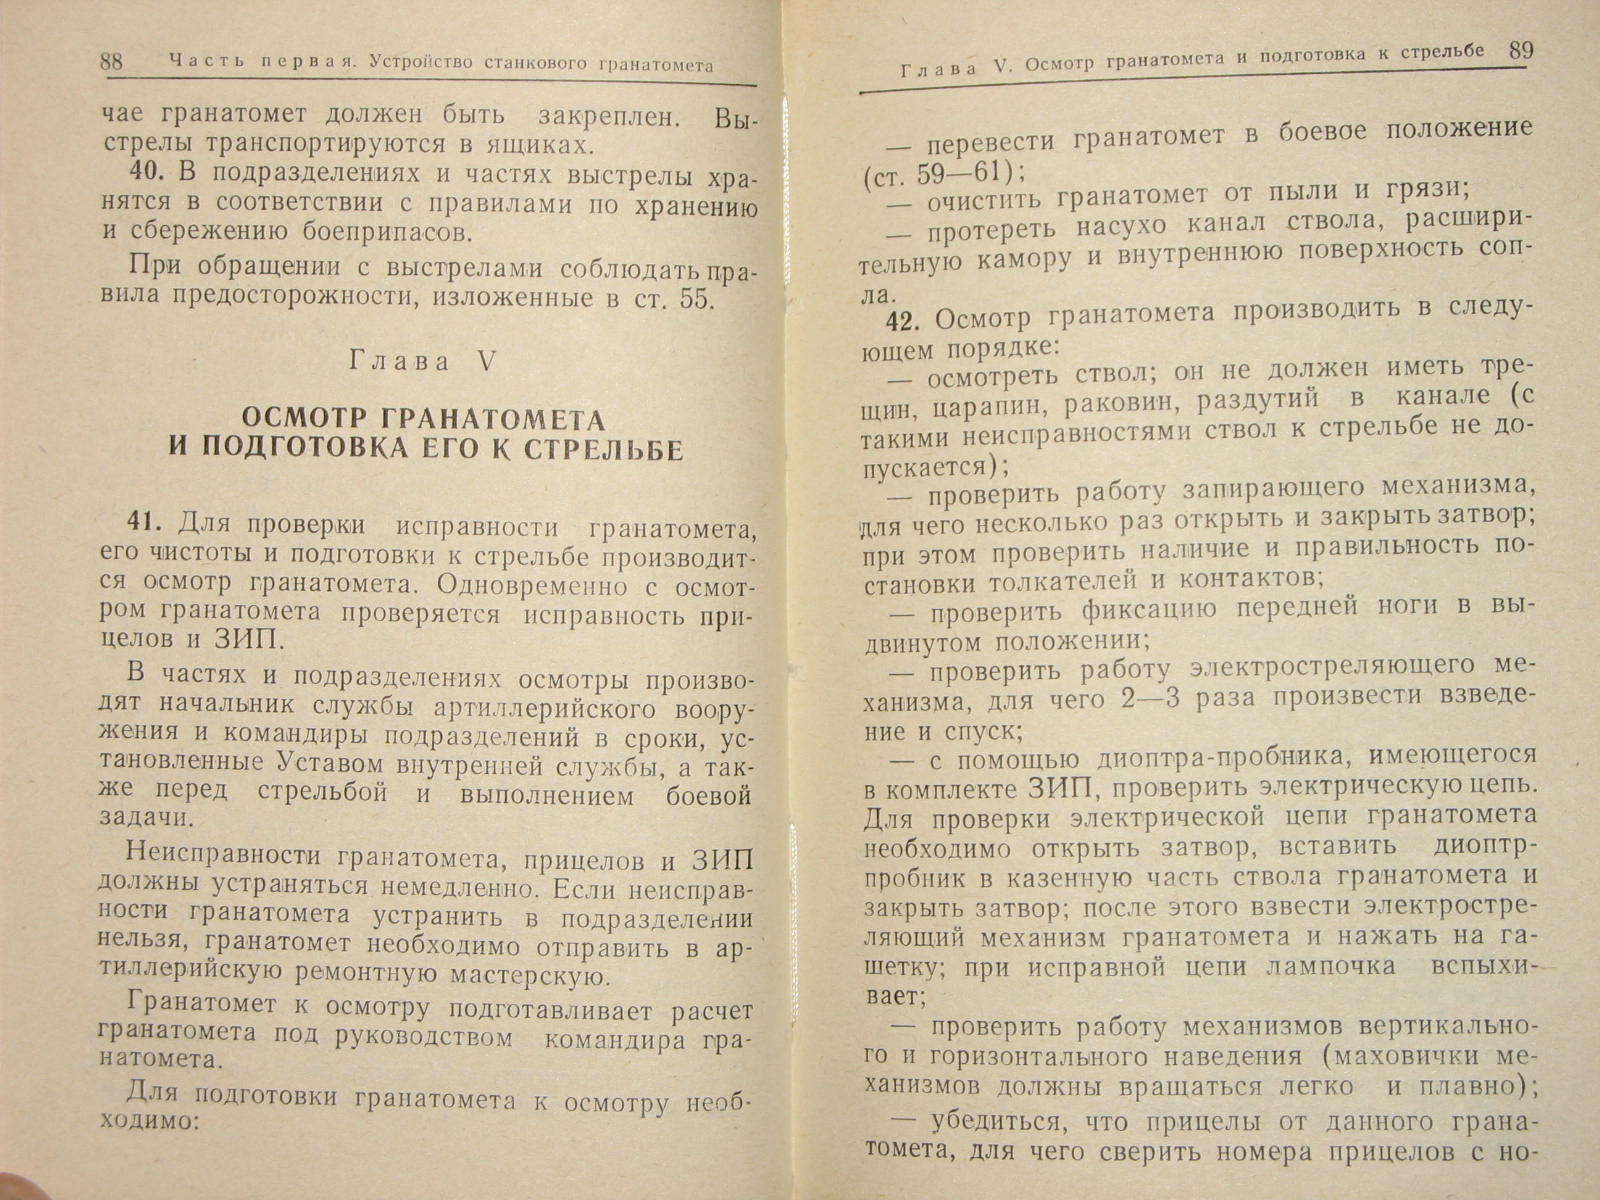 88 Часть первая. Устройство станкового гранатомета
чае гранатомет должен быть закреплен. Вы-
стрелы транспортируются в ящиках.
40. В подразделениях и частях выстрелы хра-
нятся в соответствии с правилами по хранению
и сбережению боеприпасов.
При обращении с выстрелами соблюдать пра-
вила предосторожности, изложенные в ст. 55.
Глава V
ОСМОТР ГРАНАТОМЕТА
И ПОДГОТОВКА ЕГО К СТРЕЛЬБЕ
41. Для проверки исправности гранатомета,
его чистоты и подготовки к стрельбе производит-
ся осмотр гранатомета. Одновременно с осмот-
ром гранатомета проверяется исправность при-
целов и ЗИП.
В частях и подразделениях осмотры произво-
дят начальник службы артиллерийского воору-
жения и командиры подразделений в сроки, ус-
тановленные Уставом внутренней службы, а так-
же перед стрельбой и выполнением боевой
задачи.
Неисправности гранатомета, прицелов и ЗИП
должны устраняться немедленно. Если неисправ-
ности гранатомета устранить в подразделении
нельзя, гранатомет необходимо отправить в ар-
тиллерийскую ремонтную мастерскую.
Гранатомет к осмотру подготавливает расчет
гранатомета под руководством командира гра-
натомета.
Для подготовки гранатомета к осмотру необ-
ходимо:
Глава V. Осмотр гранатомета и подготовка к стрельбе 89
— перевести гранатомет в боевое положение
(ст. 59—61);
— очистить гранатомет от пыли и грязи;
— протереть насухо канал ствола, расшири-
тельную камору и внутреннюю поверхность соп-
ла.
42. Осмотр гранатомета производить в следу-
ющем порядке:
— осмотреть ствол; он не должен иметь тре-
щин, царапин, раковин, раздутий в канале (с
такими неисправностями ствол к стрельбе не до-
пускается);
— проверить работу запирающего механизма,
для чего несколько раз открыть и закрыть затвор;
при этом проверить наличие и правильность по-
становки толкателей и контактов;
— проверить фиксацию передней ноги в вы-
двинутом положении;
— проверить работу электростреляющего ме-
ханизма, для чего 2—3 раза произвести взведе-
ние и спуск;
— с помощью диоптра-пробника, имеющегося
в комплекте ЗИП, проверить электрическую цепь.
Для проверки электрической цепи гранатомета
необходимо открыть затвор, вставить диоптр-
пробник в казенную часть ствола гранатомета и
закрыть затвор; после этого взвести электростре-
ляющий механизм гранатомета и нажать на га-
шетку; при исправной цепи лампочка вспыхи-
вает;
— проверить работу механизмов вертикально-
го и горизонтального наведения (маховички ме-
ханизмов должны вращаться легко и плавно);
— убедиться, что прицелы от данного грана-
томета, для чего сверить номера прицелов с но-